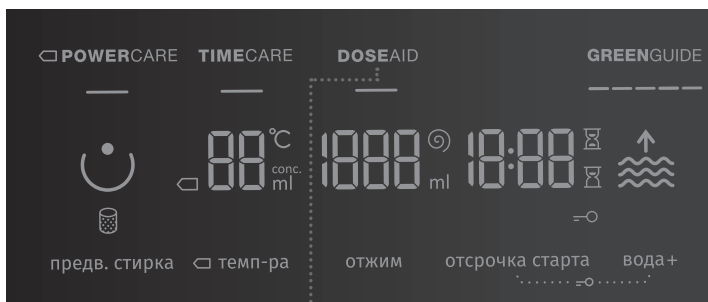 POWERCARE TIMECARE DOSEAID GREENGUIDE
88 °C conc. ml 1888 ml 18:88
предв. стирка темп-ра отжим отсрочка старта вода+